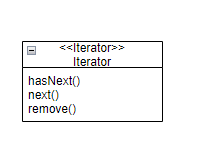 <<Iterator>>
Iterator
hasNext()
next()
remove()